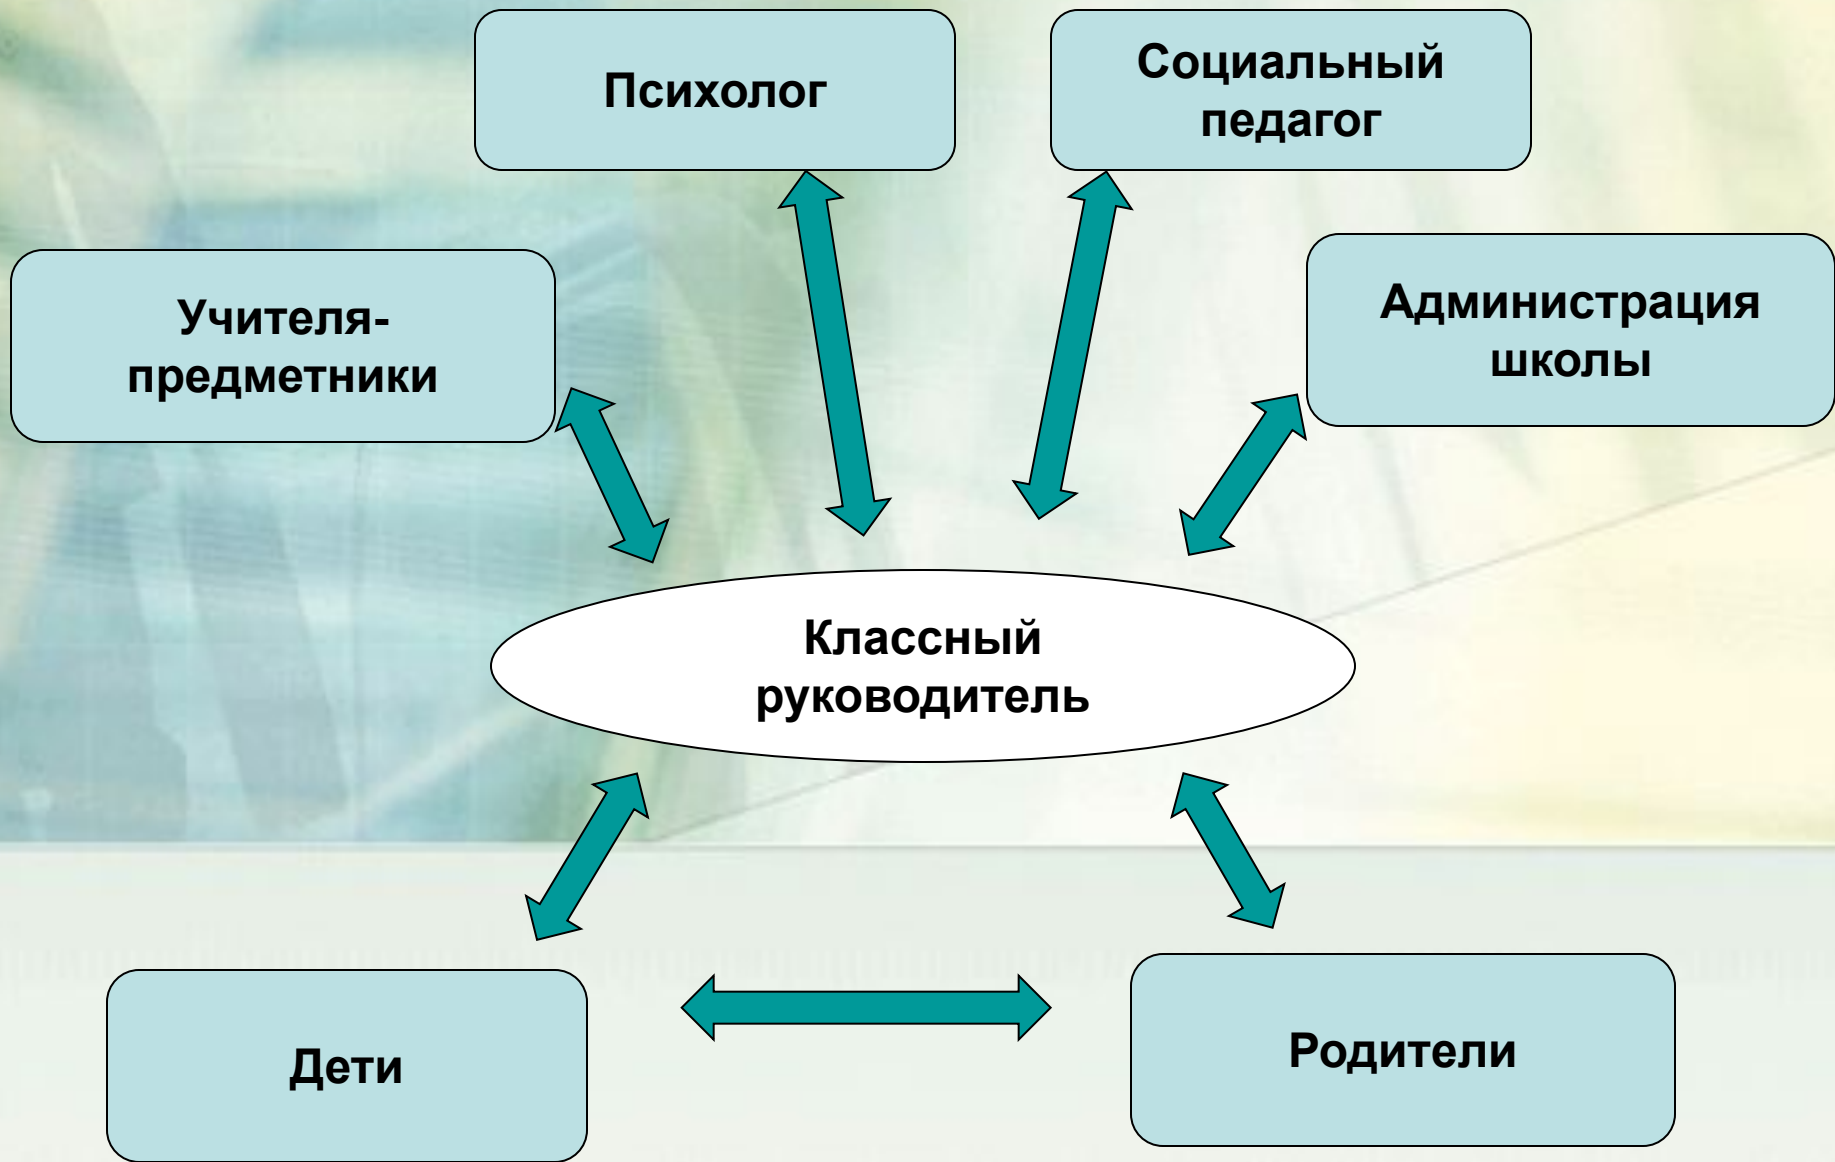 Психолог
Социальный
педагог
Учителя-
предметники
Администрация
школы
Классный
руководитель
Дети
Родители